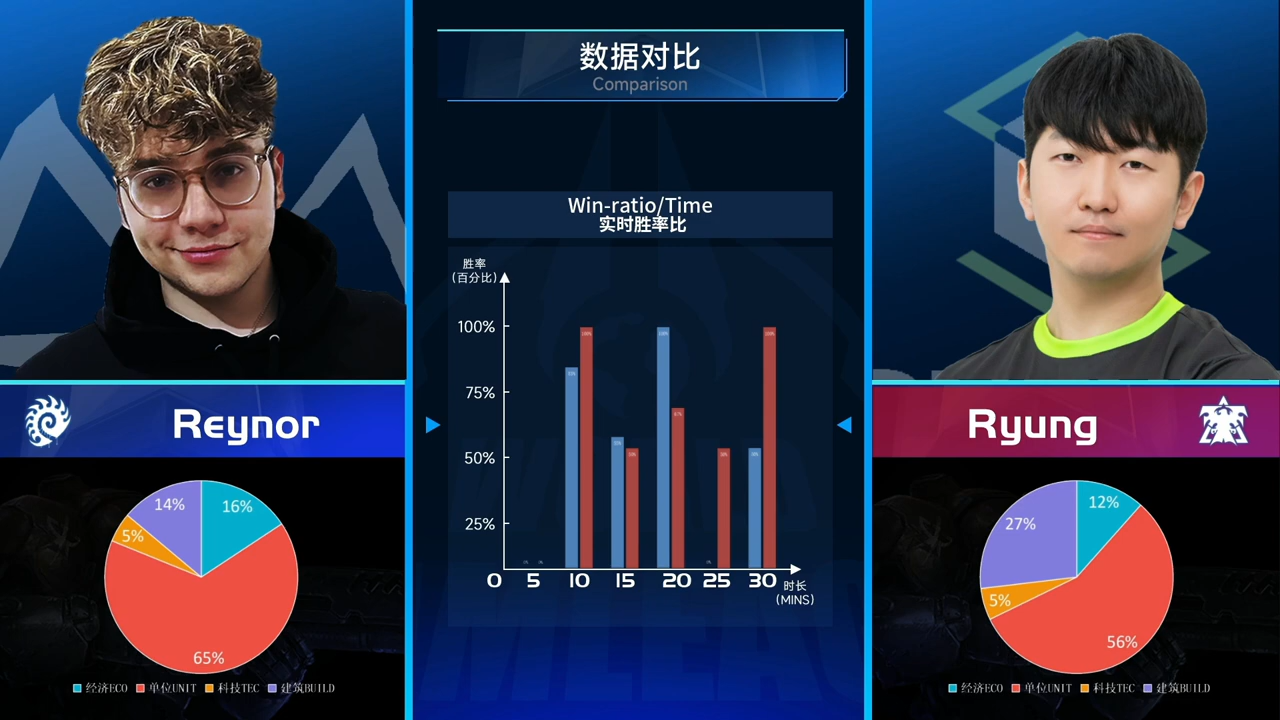 数据对比
Comparison
Win-ratio/Time
实时胜率比
胜率
(百分比)
100%
75%
50%
25%
0 5 10 15 20 25 30
时长
(MINS)
Reynor
14%
16%
5%
65%
经济ECO 单位UNIT 科技TEC 建筑BUILD
Ryung
12%
27%
5%
56%
经济ECO 单位UNIT 科技TEC 建筑BUILD